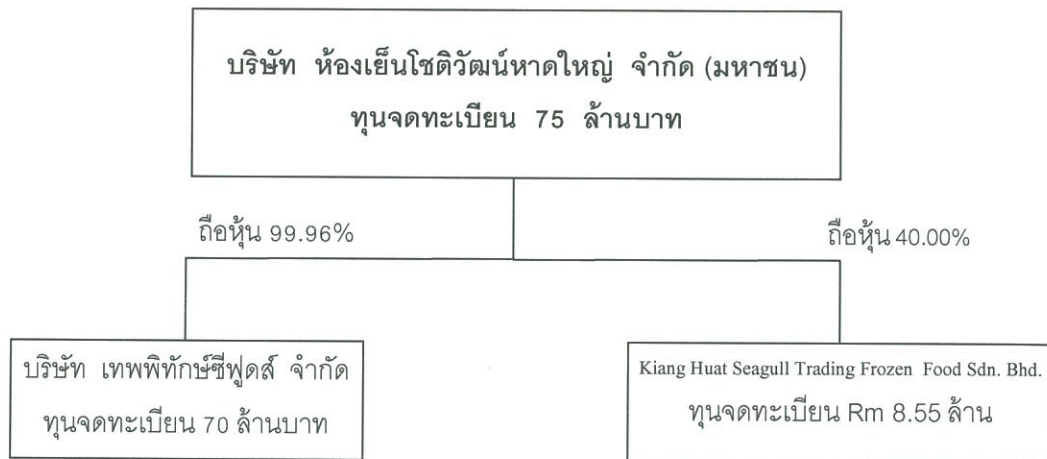 บริษัท ห้องเย็นโชติวัฒน์หาดใหญ่ จำกัด (มหาชน)
ทุนจดทะเบียน 75 ล้านบาท
ถือหุ้น 99.96%
ถือหุ้น 40.00%
บริษัท เทพพิทักษ์ซีฟูดส์ จำกัด
ทุนจดทะเบียน 70 ล้านบาท
Kiang Huat Seagull Trading Frozen Food Sdn. Bhd.
ทุนจดทะเบียน Rm 8.55 ล้าน